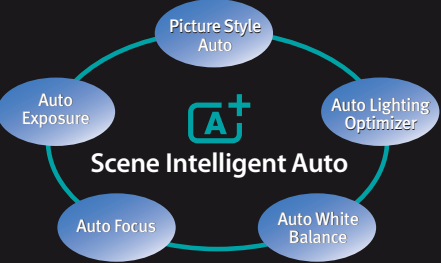 Picture Style
Auto
Auto
Exposure
Auto Lighting
Optimizer
A+
Scene Intelligent Auto
Auto Focus
Auto White
Balance